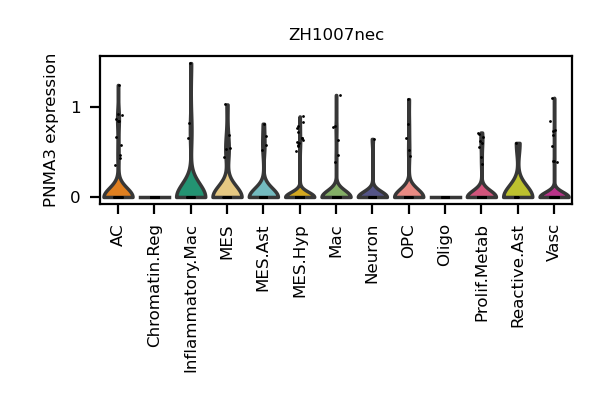 ZH1007nec
PNMA3 expression
1
0
AC
Chromatin.Reg
Inflammatory.Mac
MES
MES.Ast
MES.Hyp
Mac
Neuron
OPC
Oligo
Prolif.Metab
Reactive.Ast
Vasc